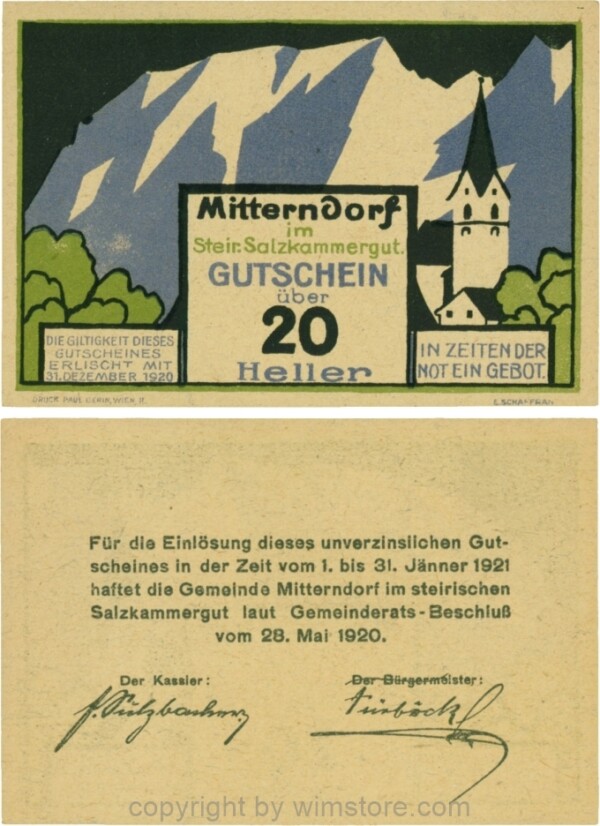 Mitterndorf
im
Steir. Salzkammergut.
GUTSCHEIN
über
20
Heller
DIE GILTIGKEIT DIESES
GUTSCHEINES
ERLISCHT MIT
31. DEZEMBER 1920
IN ZEITEN DER
NOT EIN GEBOT.
DRUCK PAUL GERIN, WIEN II.
E. SCHAFFRAN
Für die Einlösung dieses unverzinslichen Gut-
scheines in der Zeit vom 1. bis 31. Jänner 1921
haftet die Gemeinde Mitterndorf im steirischen
Salzkammergut laut Gemeinderats-Beschluß
vom 28. Mai 1920.
Der Kassier:
Der Bürgermeister:
copyright by wimstore.com